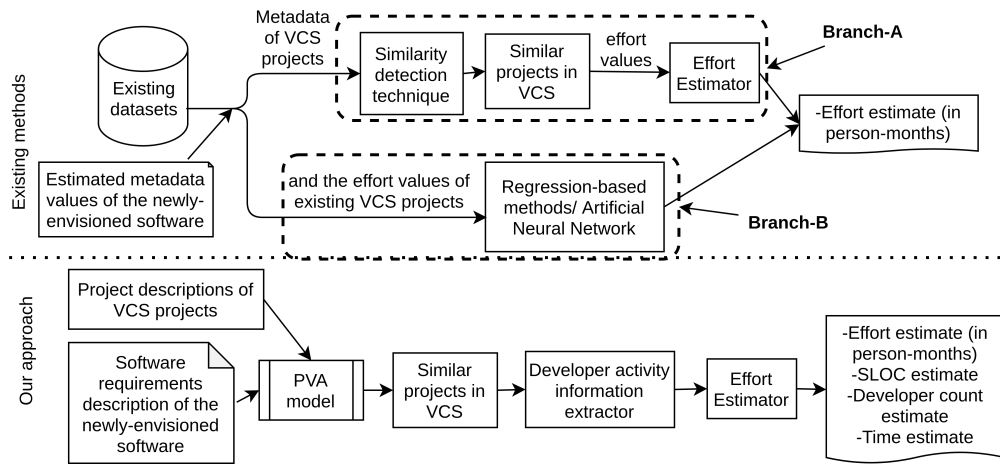 Existing methods
Existing
datasets
Estimated metadata
values of the newly-
envisioned software
Metadata
of VCS
projects
Similarity
detection
technique
Similar
projects in
VCS
effort
values
Effort
Estimator
Branch-A
-Effort estimate (in
person-months)
and the effort values of
existing VCS projects
Regression-based
methods/ Artificial
Neural Network
Branch-B
Our approach
Project descriptions of
VCS projects
Software
requirements
description of the
newly-envisioned
software
PVA
model
Similar
projects in
VCS
Developer activity
information
extractor
Effort
Estimator
-Effort estimate (in
person-months)
-SLOC estimate
-Developer count
estimate
-Time estimate